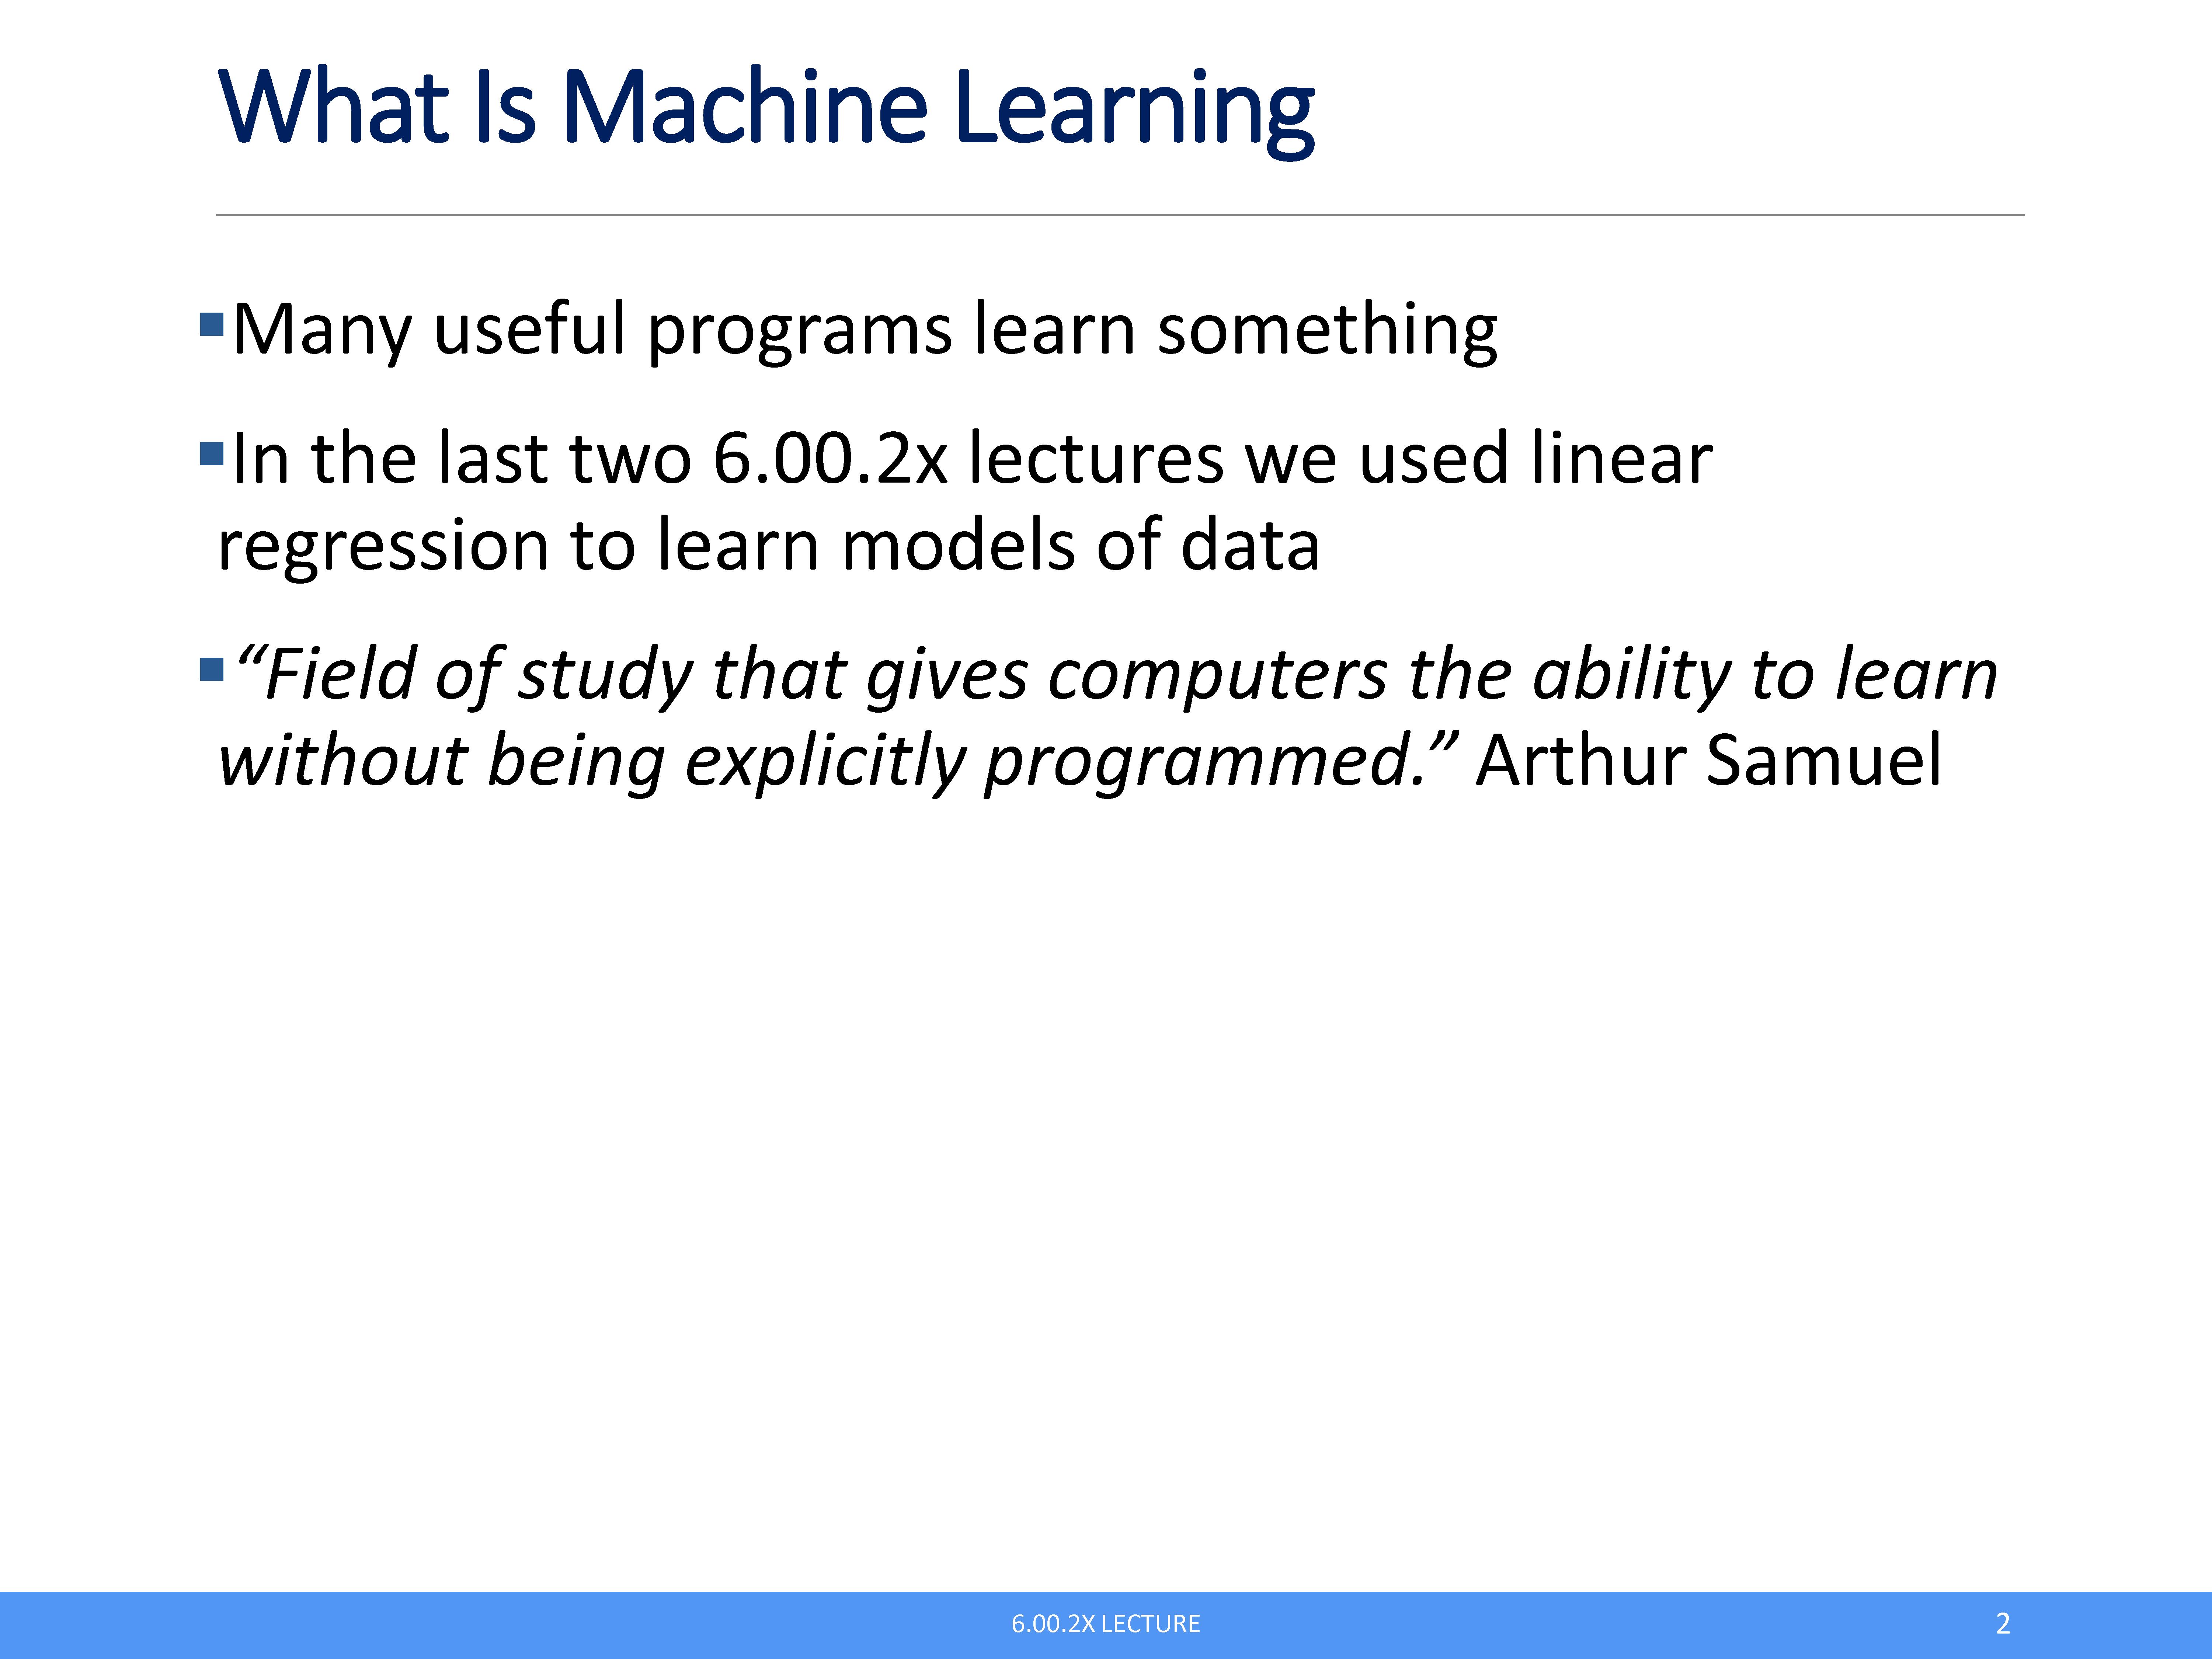 What Is Machine Learning
▪Many useful programs learn something
▪In the last two 6.00.2x lectures we used linear
regression to learn models of data
▪“Field of study that gives computers the ability to learn
without being explicitly programmed.” Arthur Samuel
6.00.2X LECTURE
2